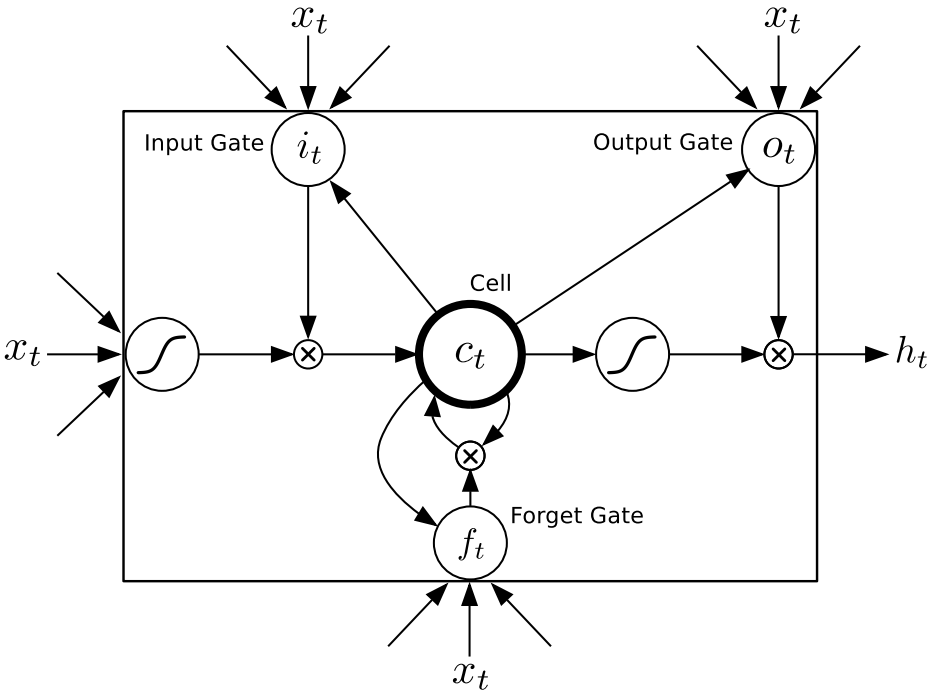 x_t
x_t
Input Gate
i_t
Output Gate
o_t
Cell
x_t
c_t
h_t
Forget Gate
f_t
x_t